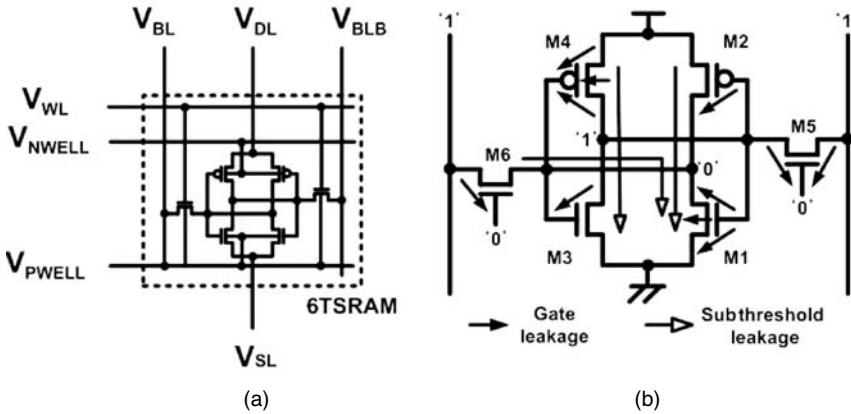 V_BL V_DL V_BLB
V_WL
V_NWELL
V_PWELL
6TSRAM
V_SL
(a)
'1' '1'
M4 M2
'1' M5
M6 '0'
'0' '0'
M3 M1
Gate leakage
Subthreshold leakage
(b)